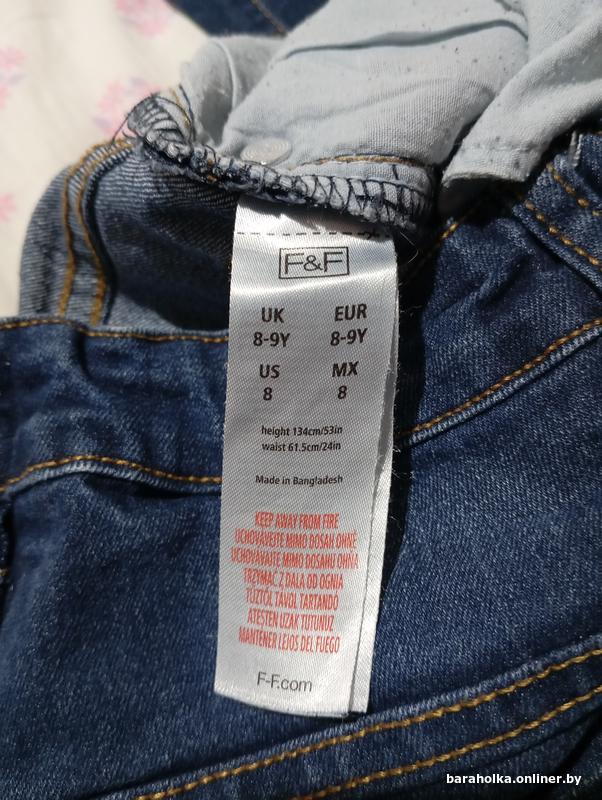 F&F
UK EUR
8-9Y 8-9Y
US MX
8 8
height 134cm/53in
waist 61.5cm/24in
Made in Bangladesh
KEEP AWAY FROM FIRE
UCHOVÁVEJTE MIMO DOSAH OHNĚ
UCHOVÁVAJTE MIMO DOSAHU OHŇA
TRZYMAĆ Z DALA OD OGNIA
TŰZTŐL TÁVOL TARTANDÓ
ATEŞTEN UZAK TUTUNUZ
MANTENER LEJOS DEL FUEGO
F-F.com
baraholka.onliner.by